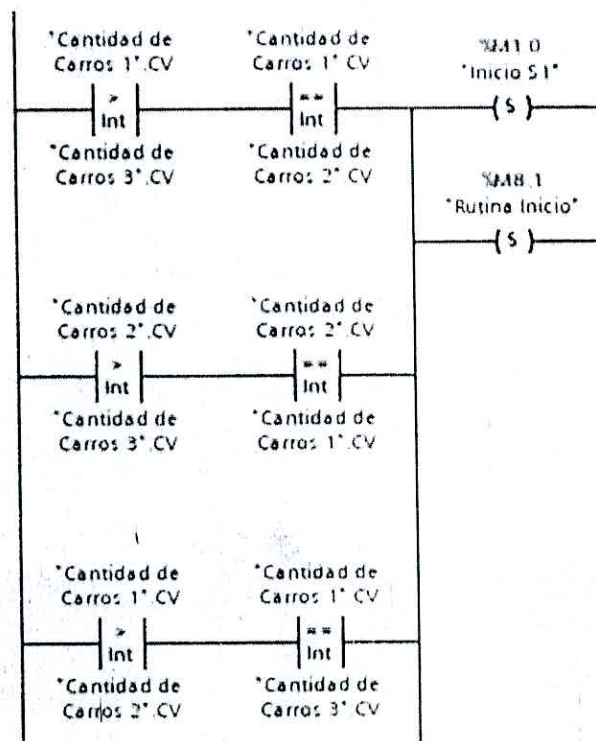 "Cantidad de
Carros 1".CV
>
Int
"Cantidad de
Carros 3".CV
"Cantidad de
Carros 1".CV
==
Int
"Cantidad de
Carros 2".CV
%M1.0
"Inicio S1"
( S )
%M8.1
"Rutina Inicio"
( S )
"Cantidad de
Carros 2".CV
>
Int
"Cantidad de
Carros 3".CV
"Cantidad de
Carros 2".CV
==
Int
"Cantidad de
Carros 1".CV
"Cantidad de
Carros 1".CV
>
Int
"Cantidad de
Carros 2".CV
"Cantidad de
Carros 1".CV
==
Int
"Cantidad de
Carros 3".CV